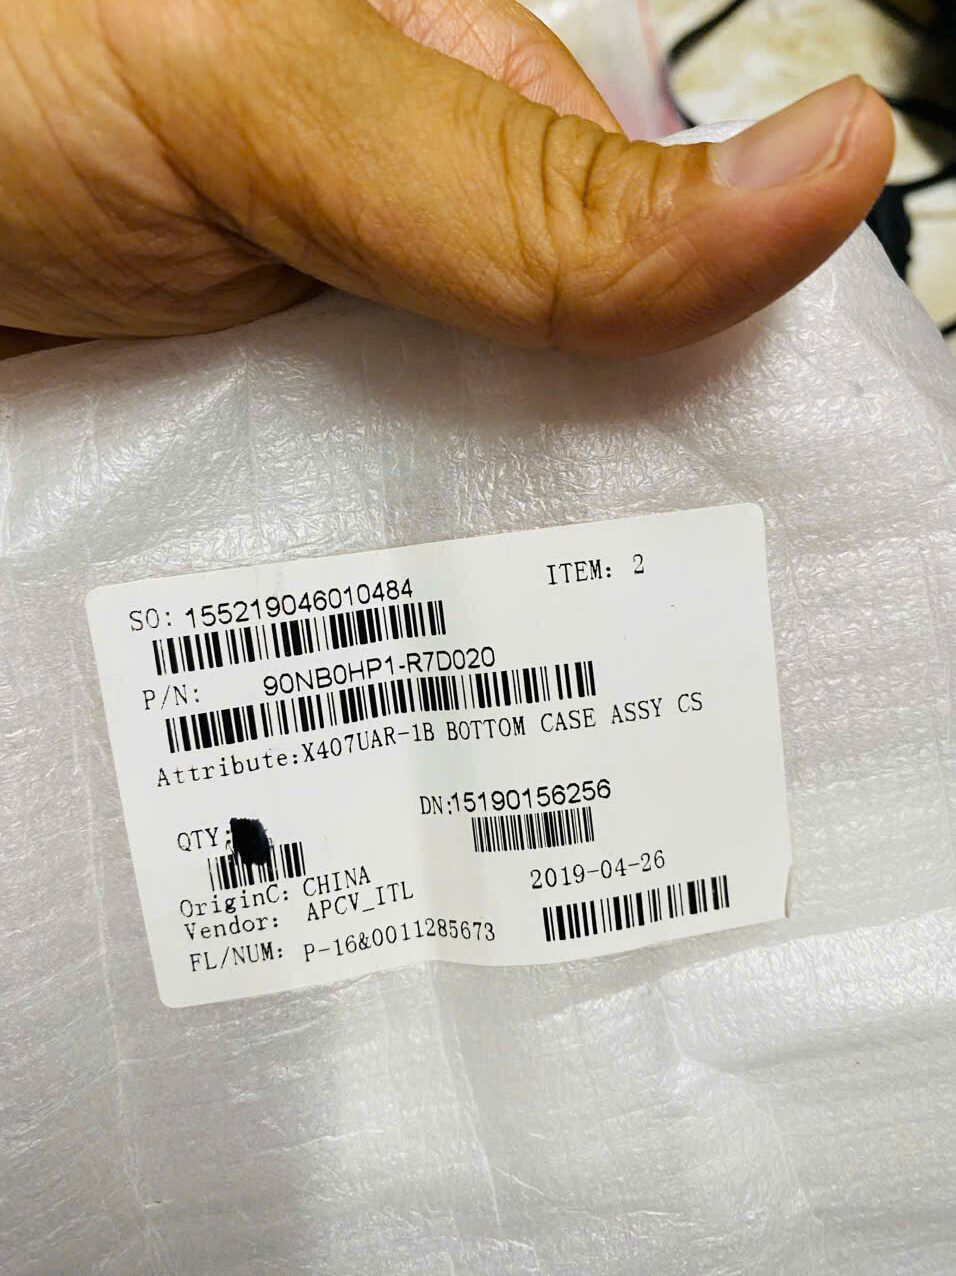 SO: 155219046010484
ITEM: 2
P/N: 90NB0HP1-R7D020
Attribute:X407UAR-1B BOTTOM CASE ASSY CS
DN:15190156256
QTY:
2019-04-26
OriginC: CHINA
Vendor: APCV_ITL
FL/NUM: P-16&0011285673